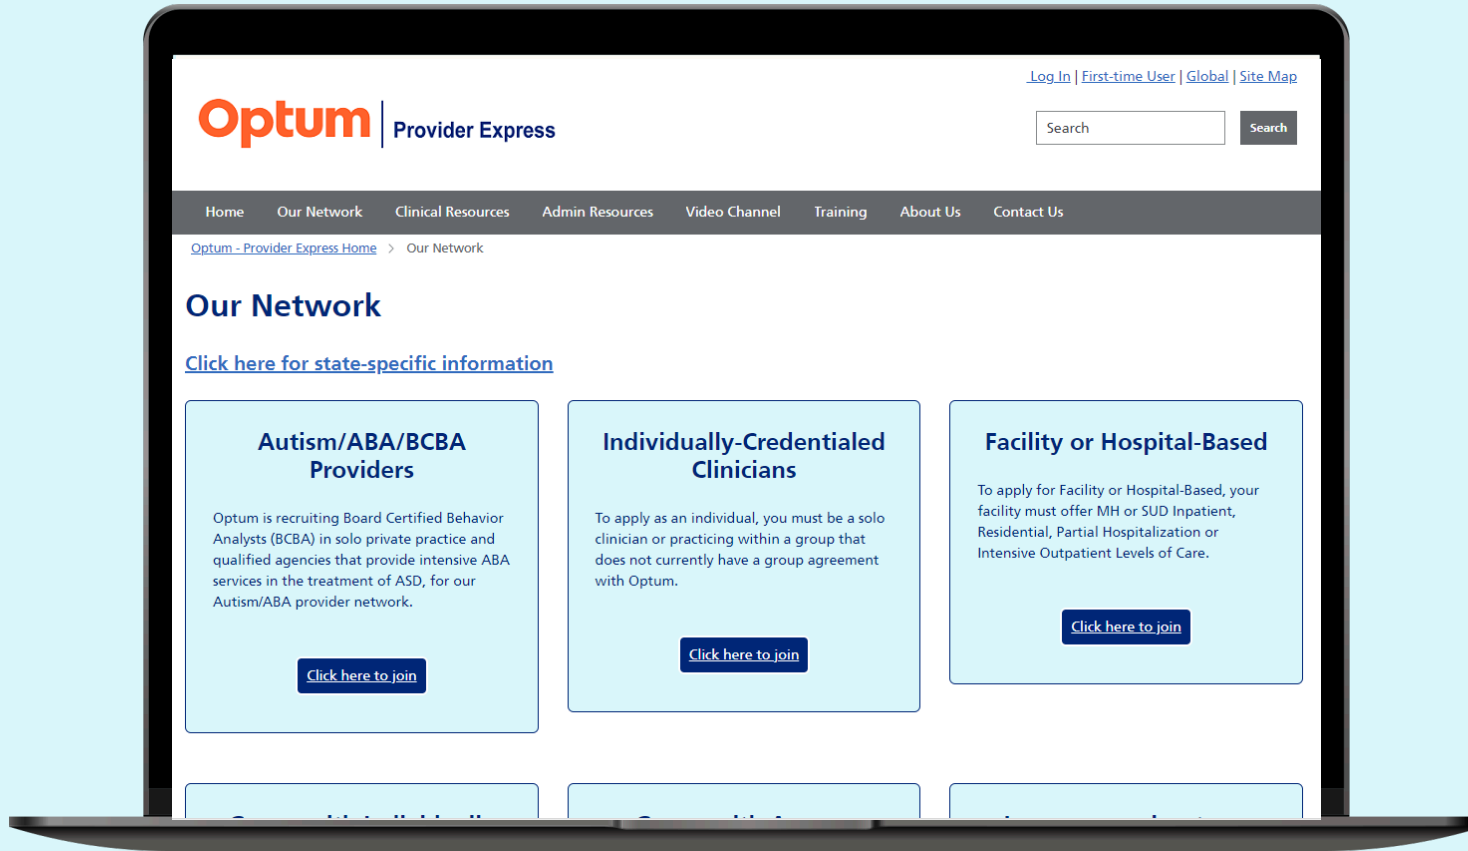 Log In | First-time User | Global | Site Map
Optum | Provider Express
Search Search
Home Our Network Clinical Resources Admin Resources Video Channel Training About Us Contact Us
Optum - Provider Express Home > Our Network
Our Network
Click here for state-specific information
Autism/ABA/BCBA
Providers
Optum is recruiting Board Certified Behavior
Analysts (BCBA) in solo private practice and
qualified agencies that provide intensive ABA
services in the treatment of ASD, for our
Autism/ABA provider network.
Click here to join
Individually-Credentialed
Clinicians
To apply as an individual, you must be a solo
clinician or practicing within a group that
does not currently have a group agreement
with Optum.
Click here to join
Facility or Hospital-Based
To apply for Facility or Hospital-Based, your
facility must offer MH or SUD Inpatient,
Residential, Partial Hospitalization or
Intensive Outpatient Levels of Care.
Click here to join